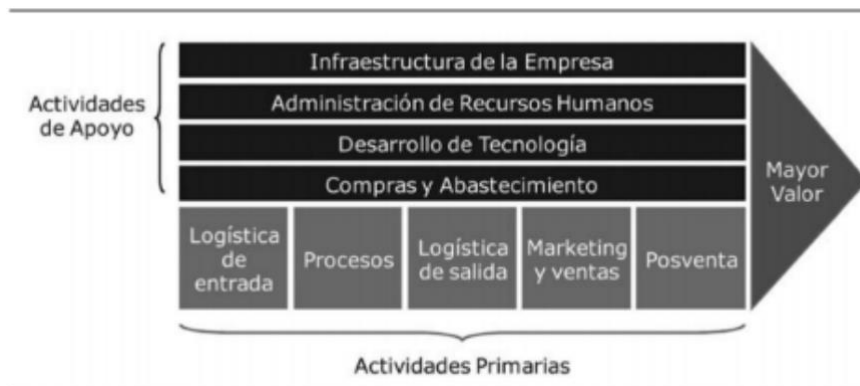 Infraestructura de la Empresa
Actividades
de Apoyo
Administración de Recursos Humanos
Desarrollo de Tecnología
Compras y Abastecimiento
Mayor
Valor
Logística
de
entrada
Procesos
Logística
de salida
Marketing
y ventas
Posventa
Actividades Primarias